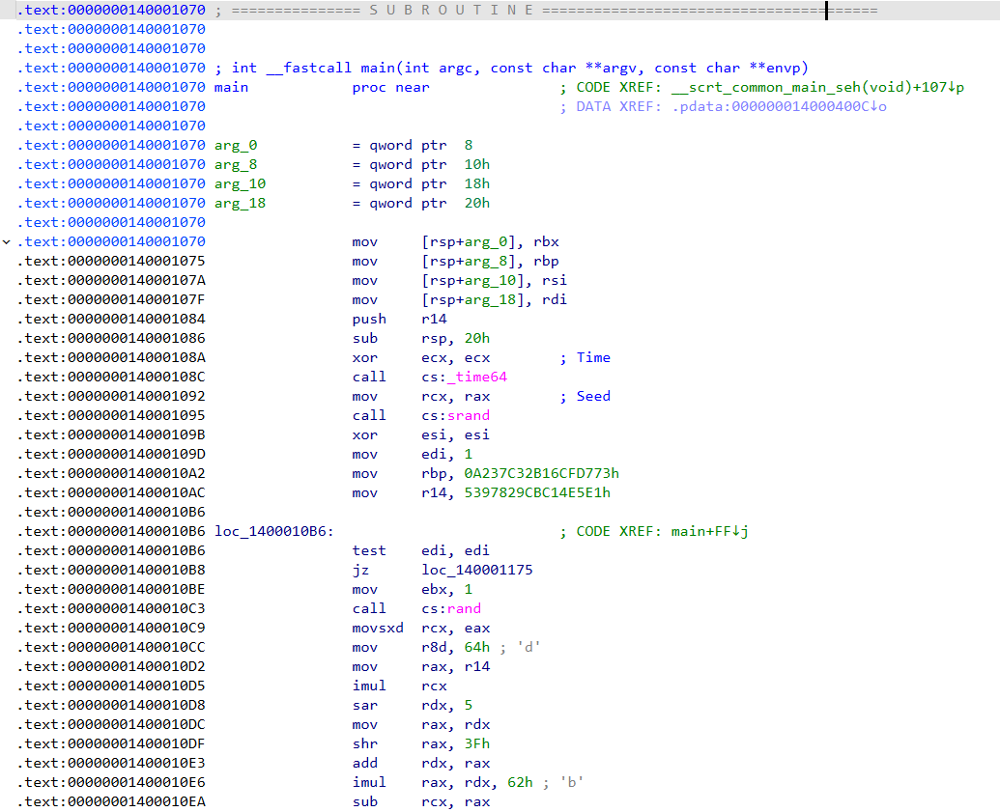 .text:0000000140001070 ; =============== S U B R O U T I N E =======================================
.text:0000000140001070
.text:0000000140001070
.text:0000000140001070 ; int __fastcall main(int argc, const char **argv, const char **envp)
.text:0000000140001070 main            proc near               ; CODE XREF: __scrt_common_main_seh(void)+107↓p
.text:0000000140001070                                         ; DATA XREF: .pdata:000000014000400C↓o
.text:0000000140001070
.text:0000000140001070 arg_0           = qword ptr  8
.text:0000000140001070 arg_8           = qword ptr  10h
.text:0000000140001070 arg_10          = qword ptr  18h
.text:0000000140001070 arg_18          = qword ptr  20h
.text:0000000140001070
.text:0000000140001070                 mov     [rsp+arg_0], rbx
.text:0000000140001075                 mov     [rsp+arg_8], rbp
.text:000000014000107A                 mov     [rsp+arg_10], rsi
.text:000000014000107F                 mov     [rsp+arg_18], rdi
.text:0000000140001084                 push    r14
.text:0000000140001086                 sub     rsp, 20h
.text:000000014000108A                 xor     ecx, ecx        ; Time
.text:000000014000108C                 call    cs:_time64
.text:0000000140001092                 mov     rcx, rax        ; Seed
.text:0000000140001095                 call    cs:srand
.text:000000014000109B                 xor     esi, esi
.text:000000014000109D                 mov     edi, 1
.text:00000001400010A2                 mov     rbp, 0A237C32B16CFD773h
.text:00000001400010AC                 mov     r14, 5397829CBC14E5E1h
.text:00000001400010B6
.text:00000001400010B6 loc_1400010B6:                          ; CODE XREF: main+FF↓j
.text:00000001400010B6                 test    edi, edi
.text:00000001400010B8                 jz      loc_140001175
.text:00000001400010BE                 mov     ebx, 1
.text:00000001400010C3                 call    cs:rand
.text:00000001400010C9                 movsxd  rcx, eax
.text:00000001400010CC                 mov     r8d, 64h ; 'd'
.text:00000001400010D2                 mov     rax, r14
.text:00000001400010D5                 imul    rcx
.text:00000001400010D8                 sar     rdx, 5
.text:00000001400010DC                 mov     rax, rdx
.text:00000001400010DF                 shr     rax, 3Fh
.text:00000001400010E3                 add     rdx, rax
.text:00000001400010E6                 imul    rax, rdx, 62h ; 'b'
.text:00000001400010EA                 sub     rcx, rax